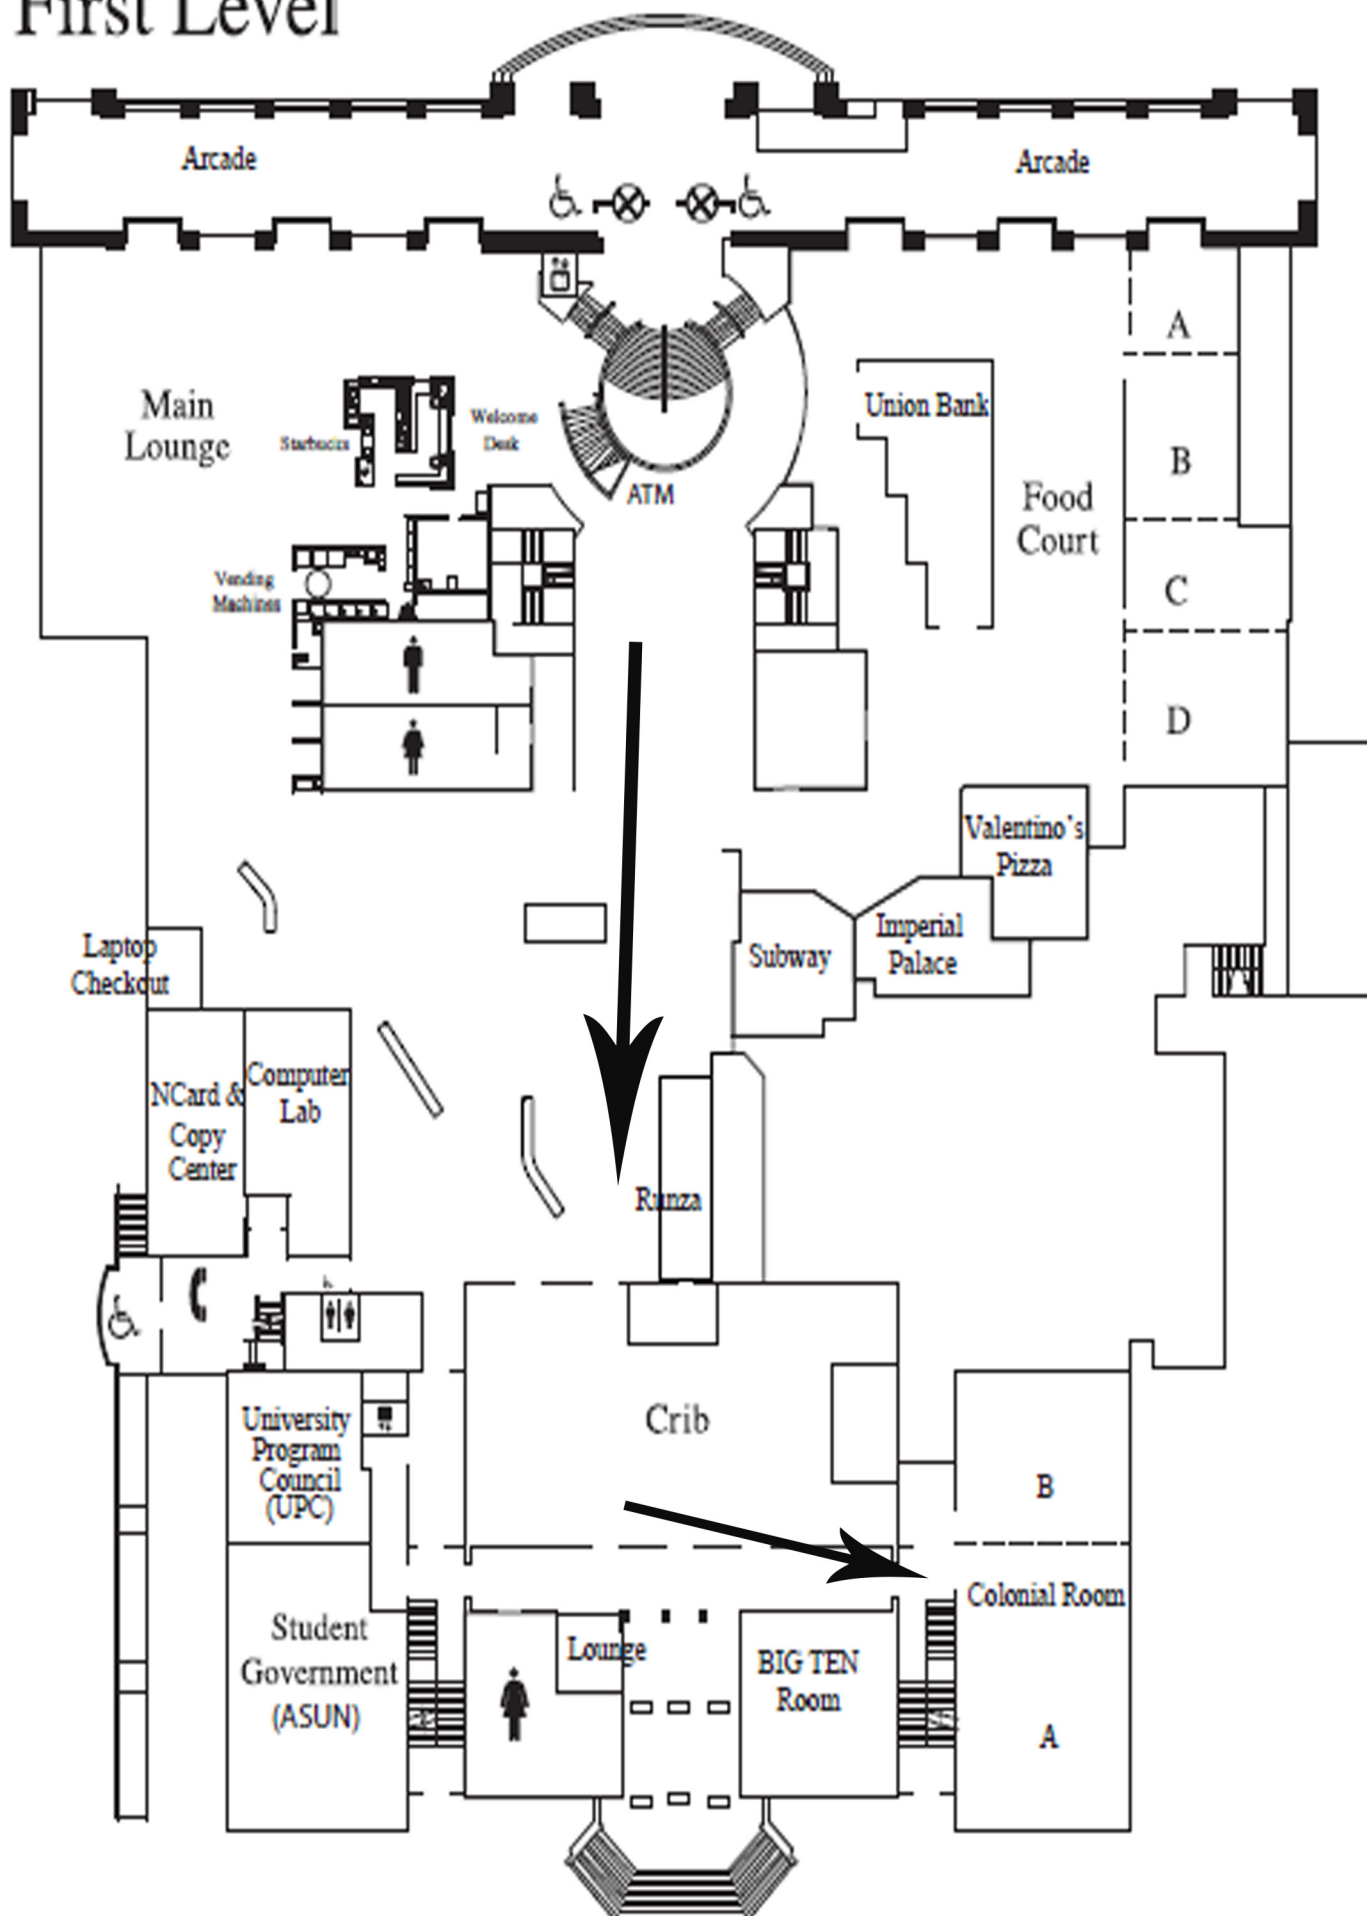 First Level
Arcade
Arcade
A
Main
Lounge
Starbucks
Welcome
Desk
Union Bank
ATM
B
Food
Court
Vending
Machines
C
D
Valentino's
Pizza
Laptop
Checkout
Subway
Imperial
Palace
NCard &
Copy
Center
Computer
Lab
Runza
University
Program
Council
(UPC)
Crib
B
Colonial Room
Student
Government
(ASUN)
Lounge
BIG TEN
Room
A